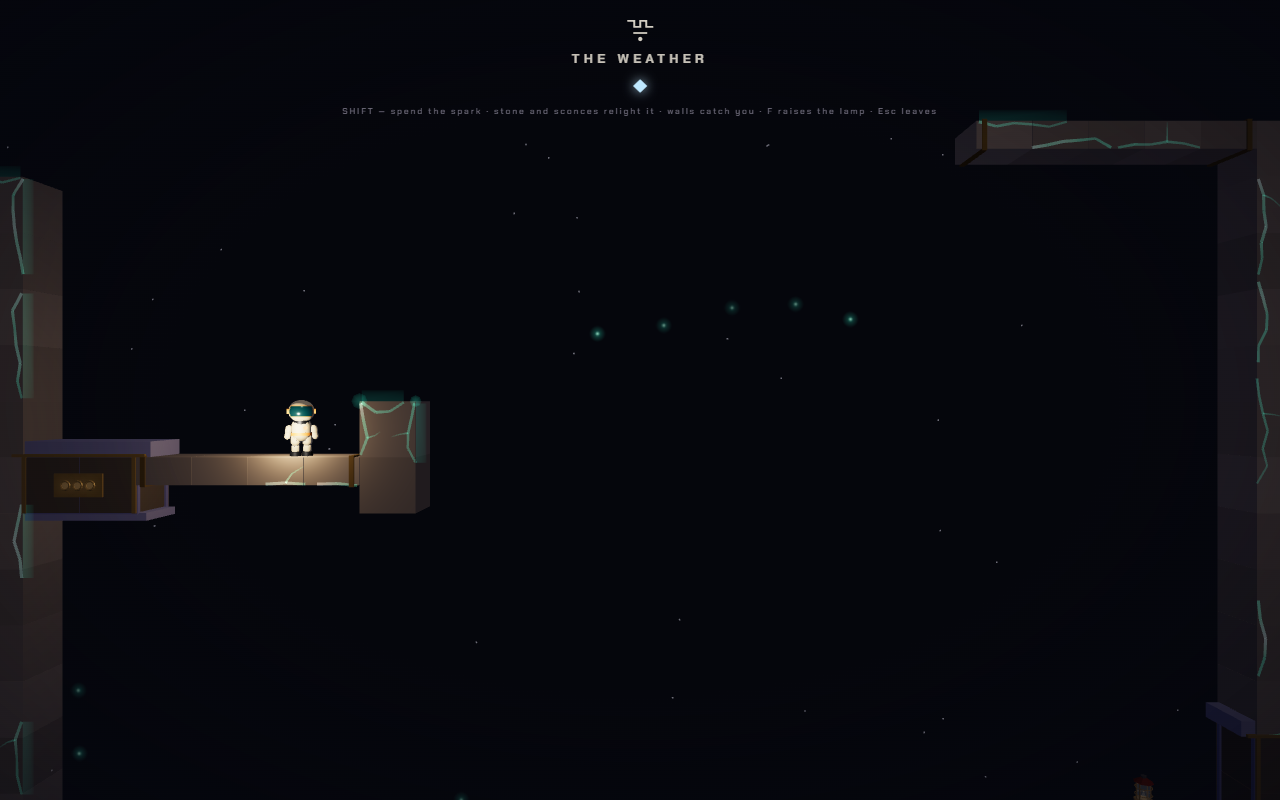 THE WEATHER
SHIFT — spend the spark · stone and sconces relight it · walls catch you · F raises the lamp · Esc leaves